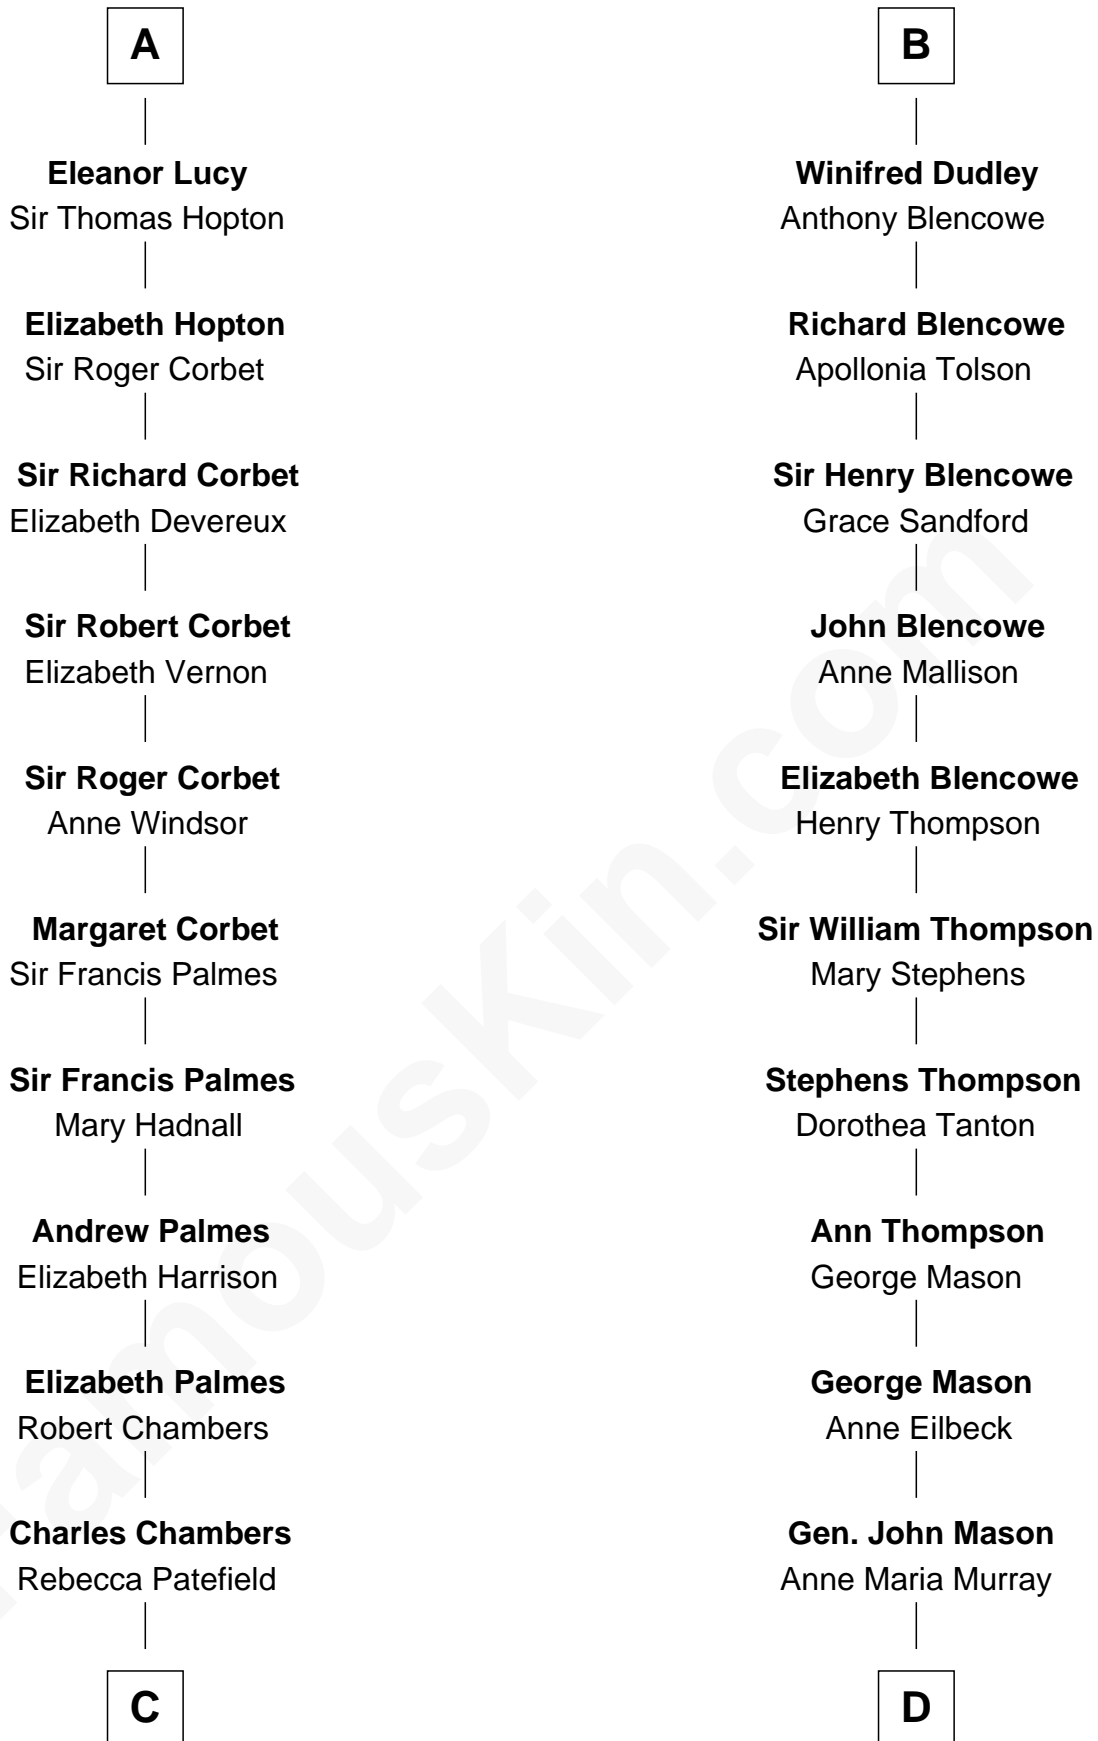 A
Eleanor Lucy
Sir Thomas Hopton
Elizabeth Hopton
Sir Roger Corbet
Sir Richard Corbet
Elizabeth Devereux
Sir Robert Corbet
Elizabeth Vernon
Sir Roger Corbet
Anne Windsor
Margaret Corbet
Sir Francis Palmes
Sir Francis Palmes
Mary Hadnall
Andrew Palmes
Elizabeth Harrison
Elizabeth Palmes
Robert Chambers
Charles Chambers
Rebecca Patefield
C
B
Winifred Dudley
Anthony Blencowe
Richard Blencowe
Apollonia Tolson
Sir Henry Blencowe
Grace Sandford
John Blencowe
Anne Mallison
Elizabeth Blencowe
Henry Thompson
Sir William Thompson
Mary Stephens
Stephens Thompson
Dorothea Tanton
Ann Thompson
George Mason
George Mason
Anne Eilbeck
Gen. John Mason
Anne Maria Murray
D
FamousKin.com